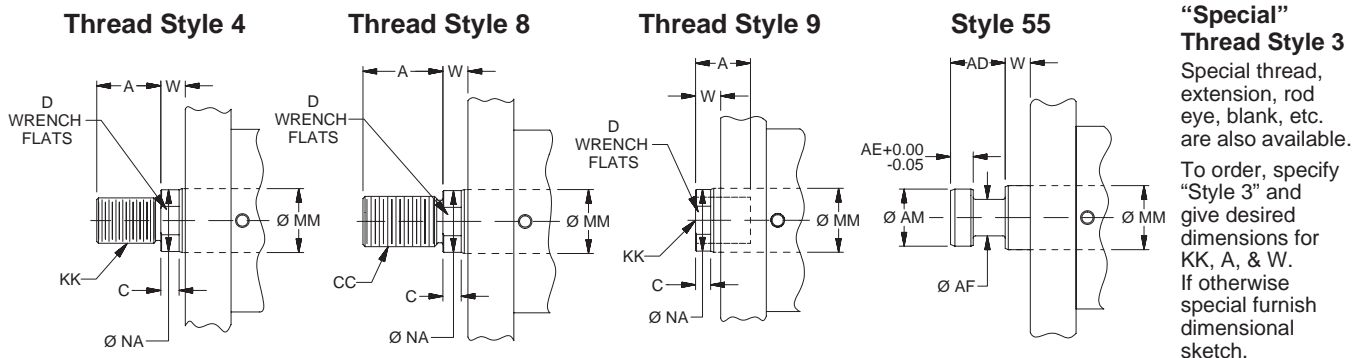 Thread Style 4
A
W
D
WRENCH
FLATS
Ø MM
KK
C
Ø NA
Thread Style 8
A
W
D
WRENCH
FLATS
Ø MM
CC
C
Ø NA
Thread Style 9
A
W
D
WRENCH
FLATS
Ø MM
KK
C
Ø NA
Style 55
AD
W
AE+0.00
-0.05
Ø AM
Ø MM
Ø AF
“Special”
Thread Style 3
Special thread,
extension, rod
eye, blank, etc.
are also available.
To order, specify
“Style 3” and
give desired
dimensions for
KK, A, & W.
If otherwise
special furnish
dimensional
sketch.